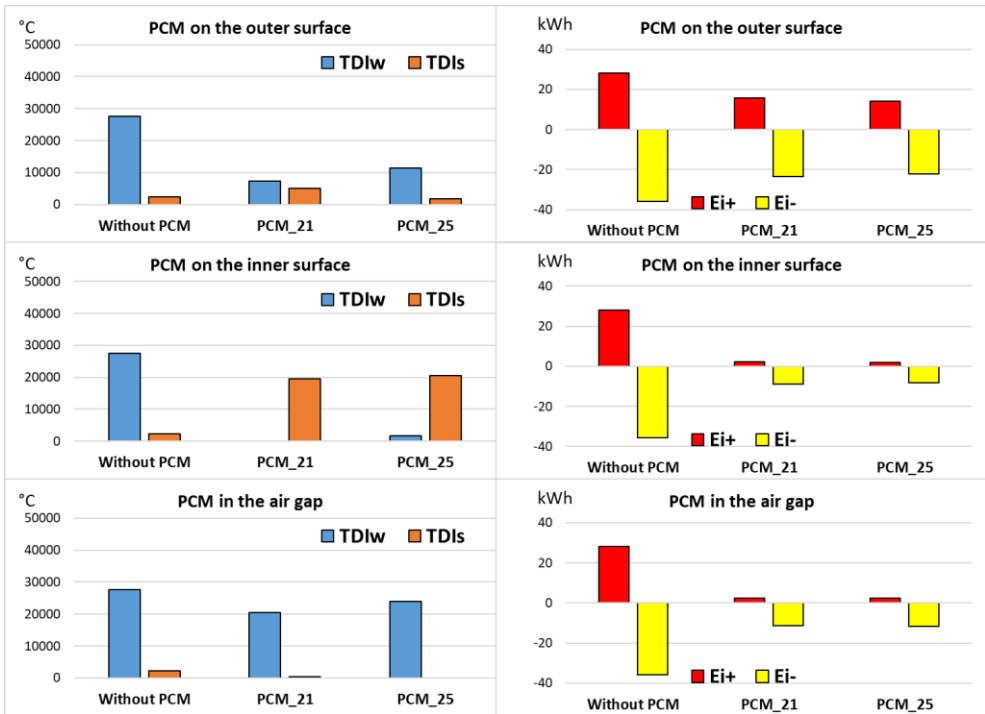 °C
PCM on the outer surface
50000
TDIw TDIs
40000
30000
20000
10000
0
Without PCM PCM_21 PCM_25
kWh
PCM on the outer surface
40
20
0
-20
-40
Ei+ Ei-
Without PCM PCM_21 PCM_25
°C
PCM on the inner surface
50000
TDIw TDIs
40000
30000
20000
10000
0
Without PCM PCM_21 PCM_25
kWh
PCM on the inner surface
40
20
0
-20
-40
Ei+ Ei-
Without PCM PCM_21 PCM_25
°C
PCM in the air gap
50000
TDIw TDIs
40000
30000
20000
10000
0
Without PCM PCM_21 PCM_25
kWh
PCM in the air gap
40
20
0
-20
-40
Ei+ Ei-
Without PCM PCM_21 PCM_25